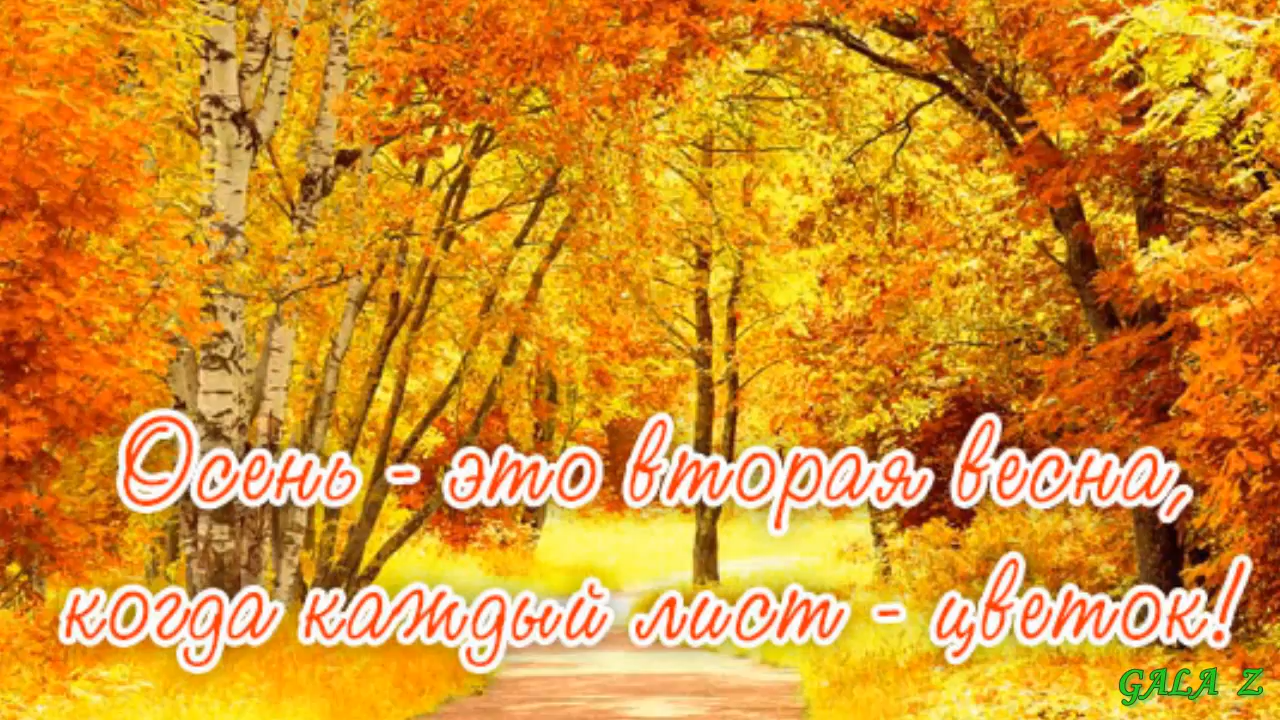 Осень - это вторая весна,
когда каждый лист - цветок!
GALA Z